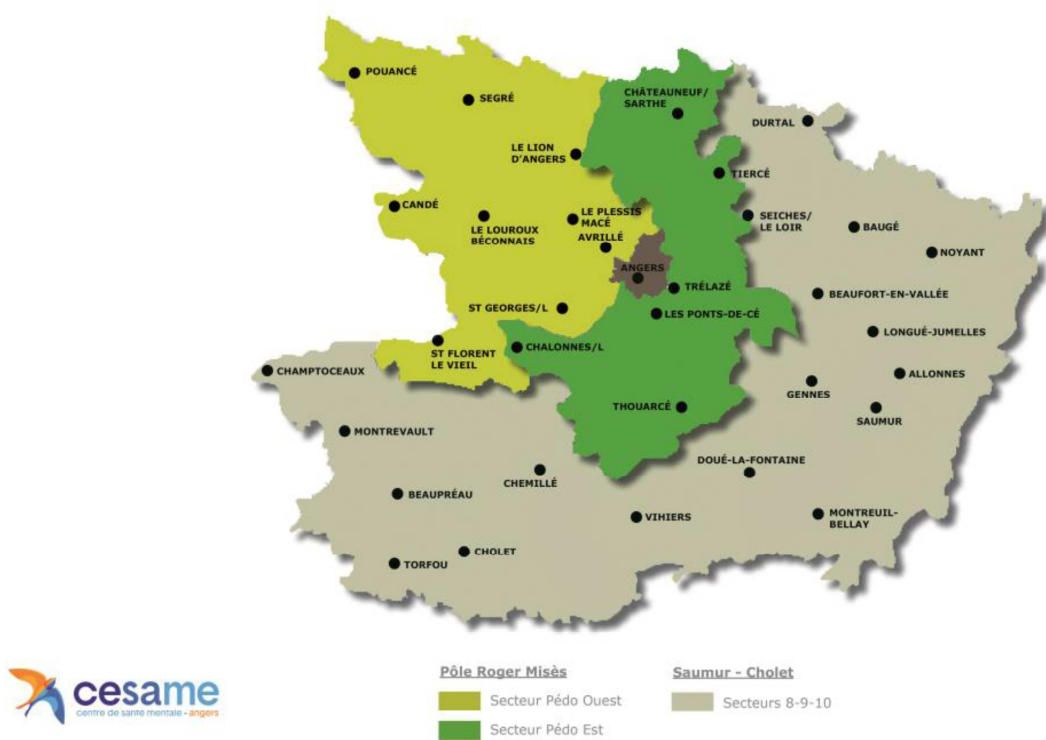 POUANCÉ
SEGRÉ
CHÂTEAUNEUF/
SARTHE
DURTAL
LE LION
D'ANGERS
TIERCÉ
CANDÉ
LE LOUROUX
BÉCONNAIS
LE PLESSIS
MACÉ
AVRILLÉ
SEICHES/
LE LOIR
BAUGÉ
NOYANT
ANGERS
TRÉLAZÉ
BEAUFORT-EN-VALLÉE
ST GEORGES/L
LES PONTS-DE-CÉ
LONGUÉ-JUMELLES
ST FLORENT
LE VIEIL
CHALONNES/L
CHAMPTOCEAUX
ALLONNES
GENNES
THOUARCÉ
SAUMUR
MONTREVAULT
DOUÉ-LA-FONTAINE
CHEMILLÉ
BEAUPRÉAU
VIHIERS
MONTREUIL-
BELLAY
CHOLET
TORFOU
cesame
centre de santé mentale - angers
Pôle Roger Misès
Secteur Pédo Ouest
Secteur Pédo Est
Saumur - Cholet
Secteurs 8-9-10